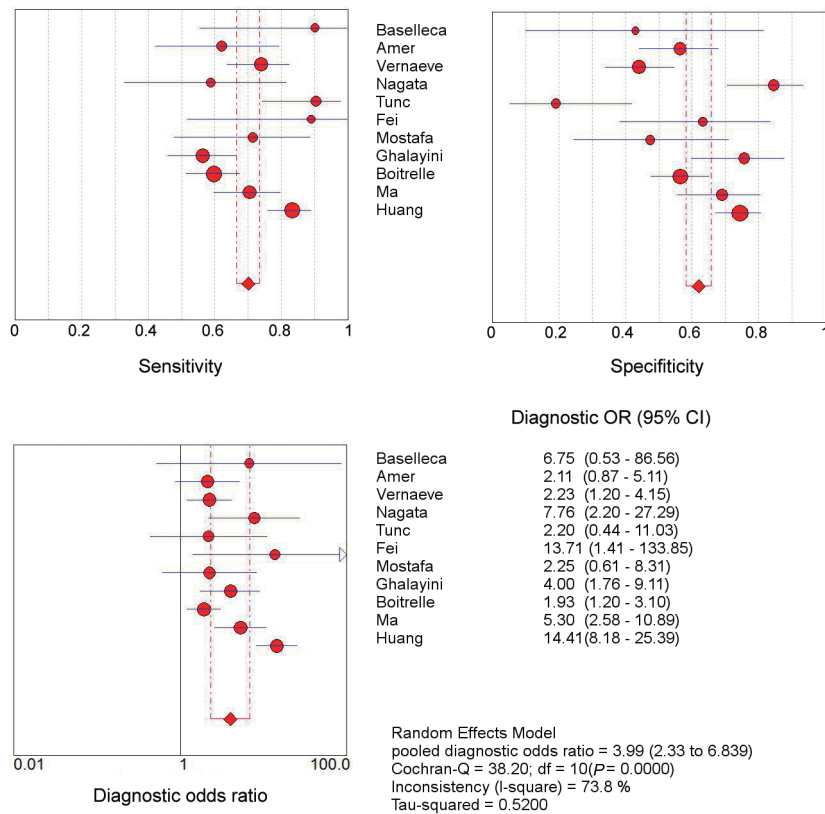 Baselleca
Amer
Vernaeve
Nagata
Tunc
Fei
Mostafa
Ghalayini
Boitrelle
Ma
Huang
0 0.2 0.4 0.6 0.8 1
Sensitivity
0 0.2 0.4 0.6 0.8 1
Specifiticity
Diagnostic OR (95% CI)
Baselleca 6.75 (0.53 - 86.56)
Amer 2.11 (0.87 - 5.11)
Vernaeve 2.23 (1.20 - 4.15)
Nagata 7.76 (2.20 - 27.29)
Tunc 2.20 (0.44 - 11.03)
Fei 13.71 (1.41 - 133.85)
Mostafa 2.25 (0.61 - 8.31)
Ghalayini 4.00 (1.76 - 9.11)
Boitrelle 1.93 (1.20 - 3.10)
Ma 5.30 (2.58 - 10.89)
Huang 14.41(8.18 - 25.39)
0.01 1 100.0
Diagnostic odds ratio
Random Effects Model
pooled diagnostic odds ratio = 3.99 (2.33 to 6.839)
Cochran-Q = 38.20; df = 10(P= 0.0000)
Inconsistency (I-square) = 73.8 %
Tau-squared = 0.5200